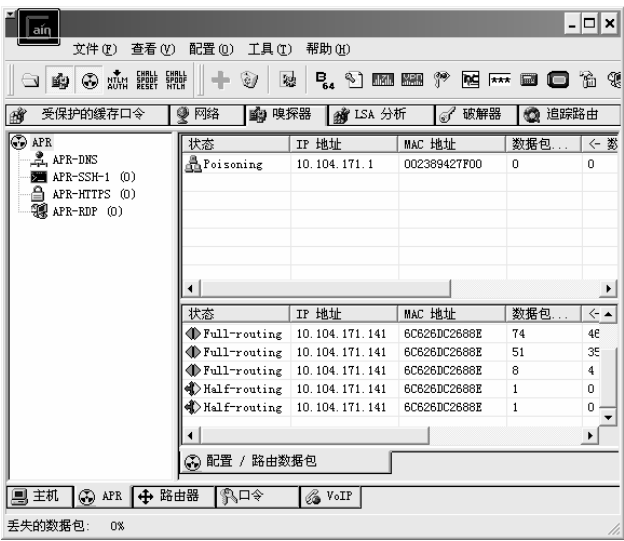 ain
文件(F) 查看(V) 配置(O) 工具(T) 帮助(H)
NTLM AUTH CHALL SPOOF RESET CHALL SPOOF NTLM B64 ***
受保护的缓存口令 网络 嗅探器 LSA 分析 破解器 追踪路由
APR
APR-DNS
APR-SSH-1 (0)
APR-HTTPS (0)
APR-RDP (0)
状态 IP 地址 MAC 地址 数据包... <- 数
Poisoning 10.104.171.1 002389427F00 0 0
状态 IP 地址 MAC 地址 数据包... <-
Full-routing 10.104.171.141 6C626DC2688E 74 46
Full-routing 10.104.171.141 6C626DC2688E 51 35
Full-routing 10.104.171.141 6C626DC2688E 8 4
Half-routing 10.104.171.141 6C626DC2688E 1 0
Half-routing 10.104.171.141 6C626DC2688E 1 0
配置 / 路由数据包
主机 APR 路由器 口令 VoIP
丢失的数据包: 0%